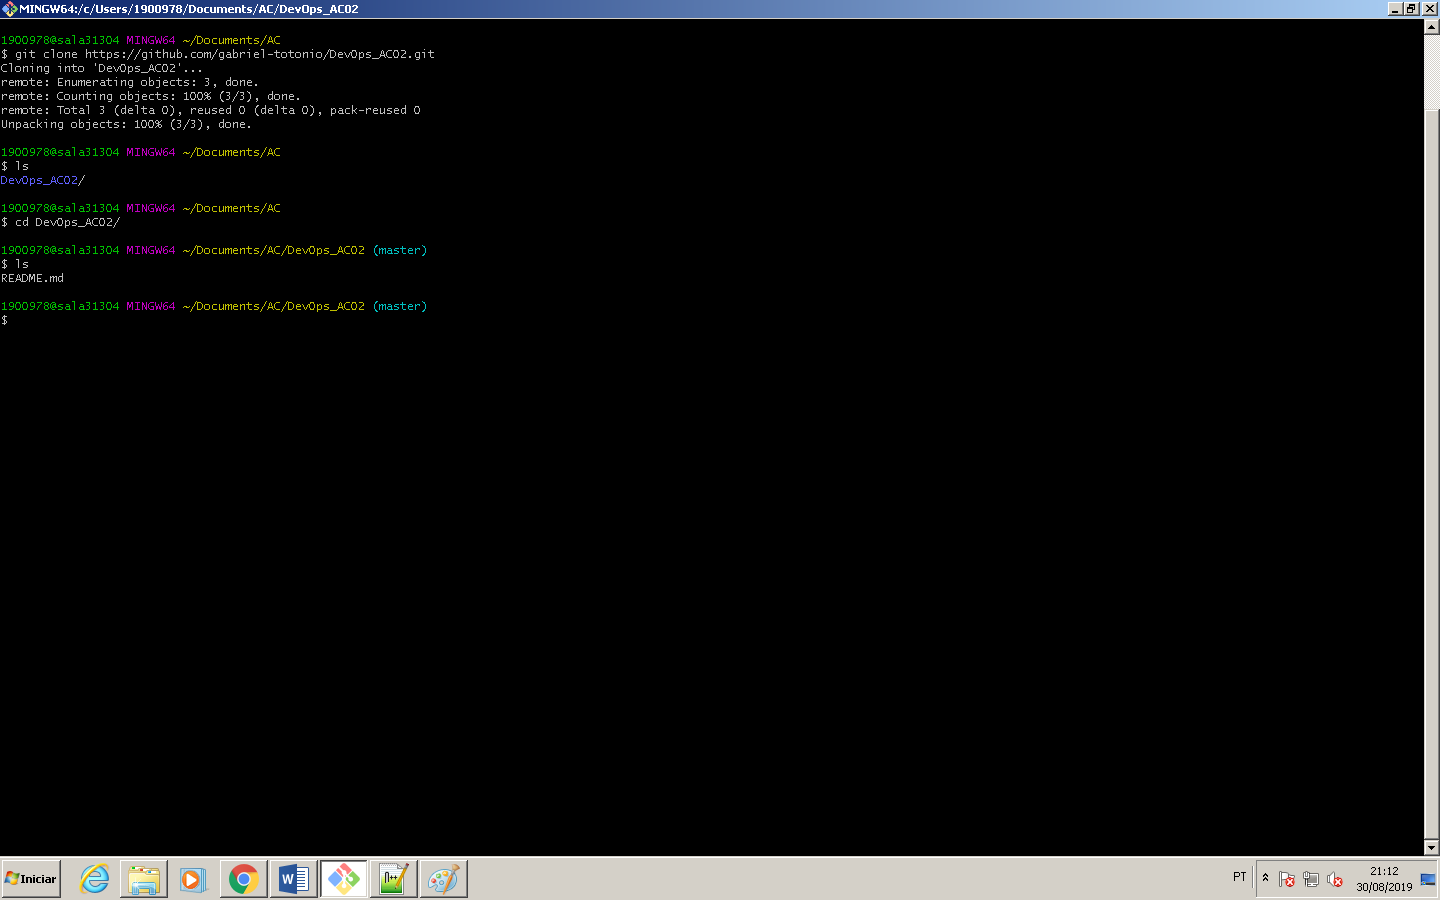 MINGW64:/c/Users/1900978/Documents/AC/DevOps_AC02
1900978@sala31304 MINGW64 ~/Documents/AC
$ git clone https://github.com/gabriel-totonio/DevOps_AC02.git
Cloning into 'DevOps_AC02'...
remote: Enumerating objects: 3, done.
remote: Counting objects: 100% (3/3), done.
remote: Total 3 (delta 0), reused 0 (delta 0), pack-reused 0
Unpacking objects: 100% (3/3), done.
1900978@sala31304 MINGW64 ~/Documents/AC
$ ls
DevOps_AC02/
1900978@sala31304 MINGW64 ~/Documents/AC
$ cd DevOps_AC02/
1900978@sala31304 MINGW64 ~/Documents/AC/DevOps_AC02 (master)
$ ls
README.md
1900978@sala31304 MINGW64 ~/Documents/AC/DevOps_AC02 (master)
$
Iniciar
PT
21:12
30/08/2019